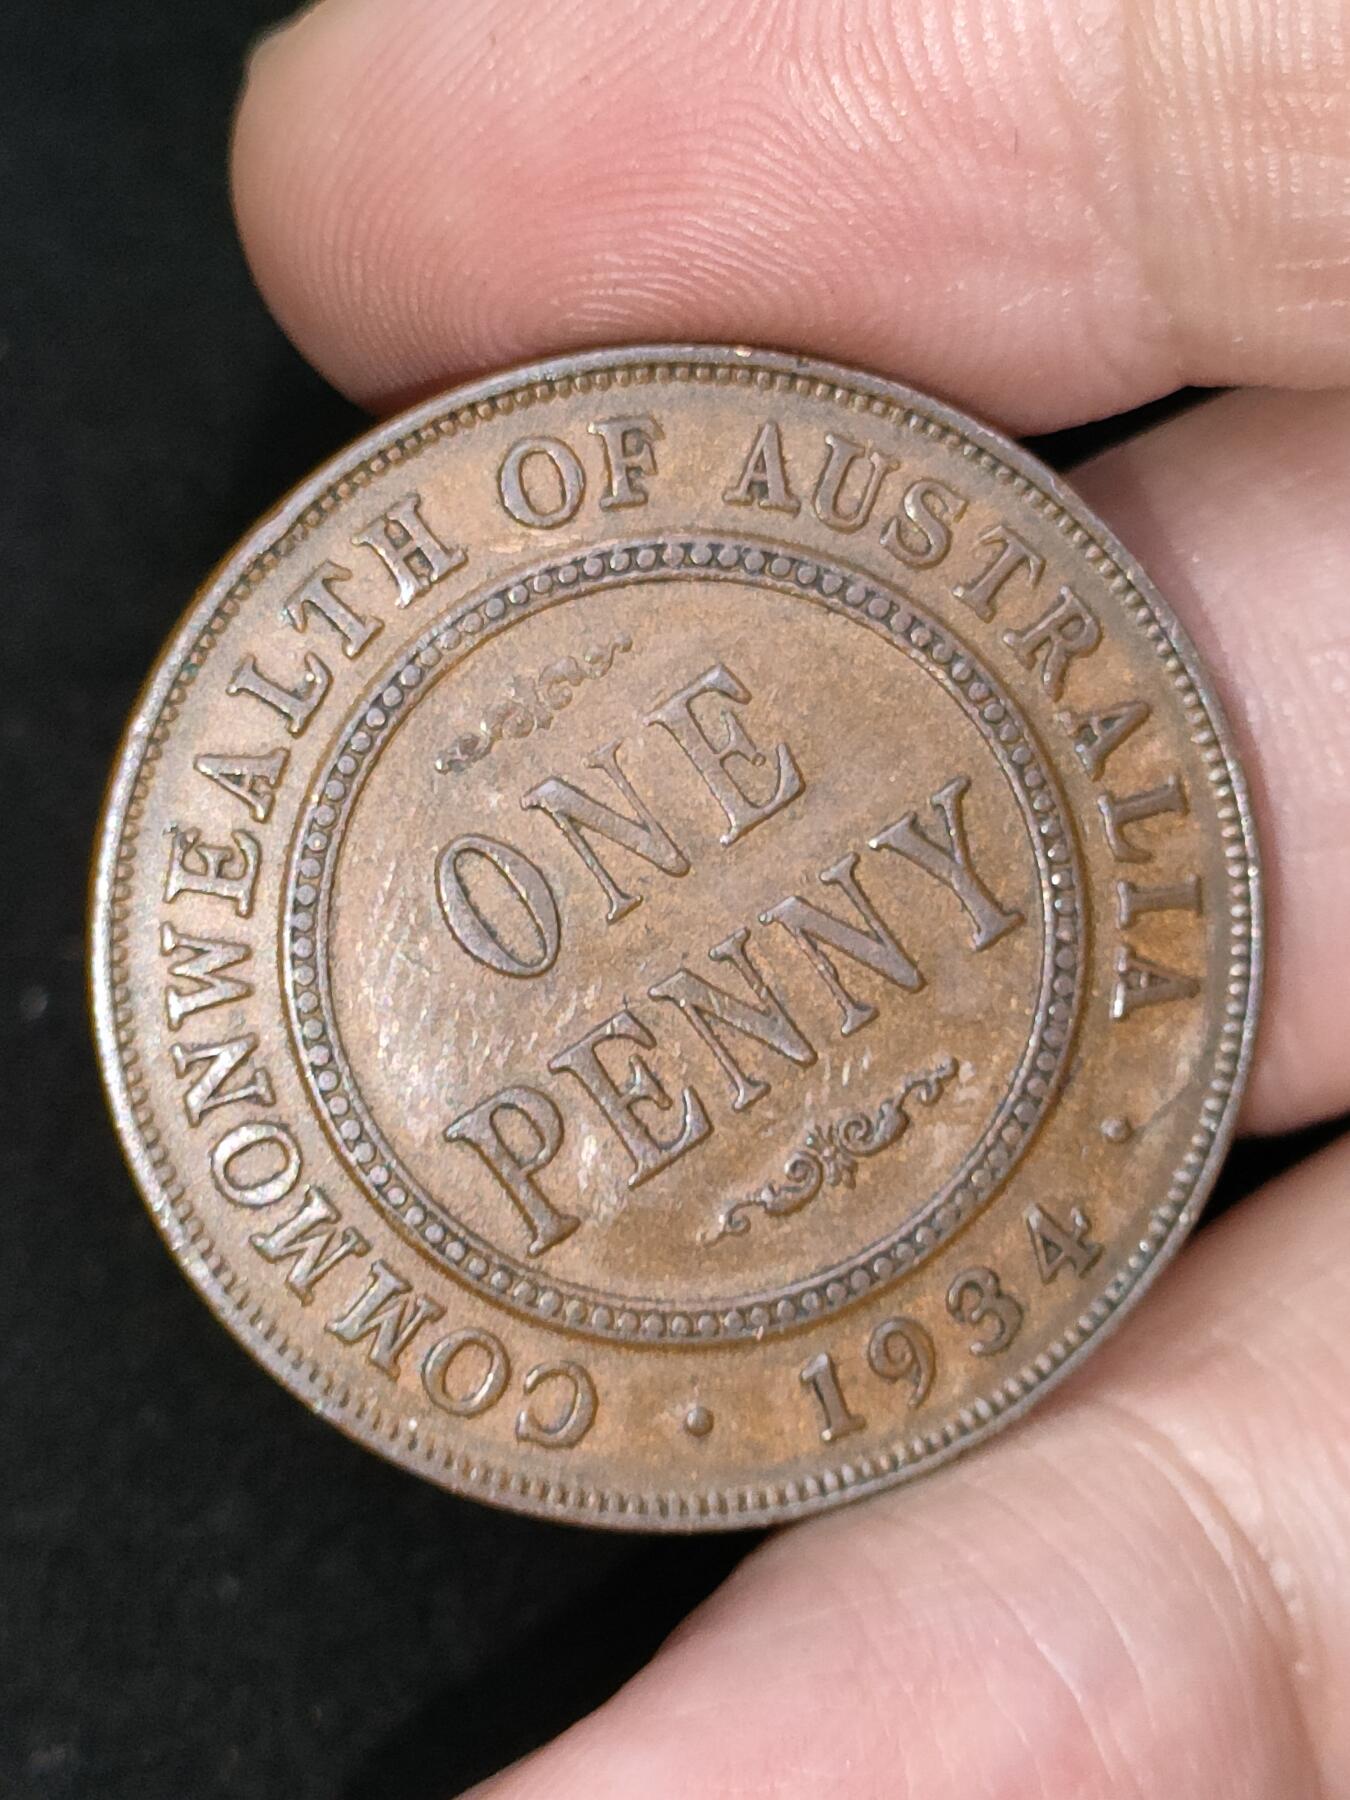 COMMONWEALTH OF AUSTRALIA
ONE
PENNY
· 1934 ·